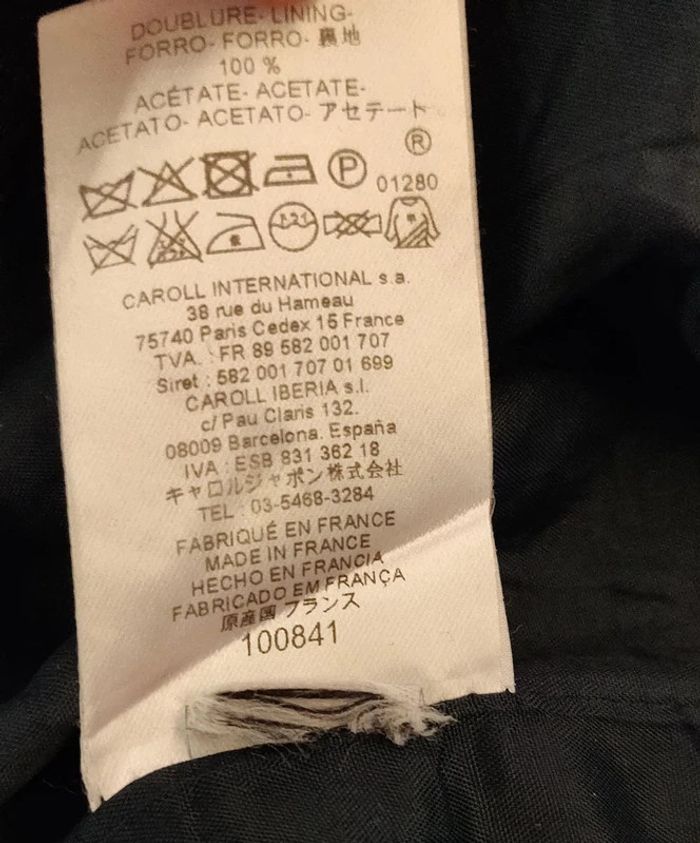 DOUBLURE- LINING-
FORRO- FORRO- 裏地
100 %
ACÉTATE- ACETATE-
ACETATO- ACETATO- アセテート
®
P
01280
CAROLL INTERNATIONAL s.a.
38 rue du Hameau
75740 Paris Cedex 15 France
TVA. : FR 89 582 001 707
Siret : 582 001 707 01 699
CAROLL IBERIA s.l.
c/ Pau Claris 132.
08009 Barcelona. España
IVA : ESB 831 362 18
キャロルジャポン株式会社
TEL : 03-5468-3284
FABRIQUÉ EN FRANCE
MADE IN FRANCE
HECHO EN FRANCIA
FABRICADO EM FRANÇA
原産国 フランス
100841